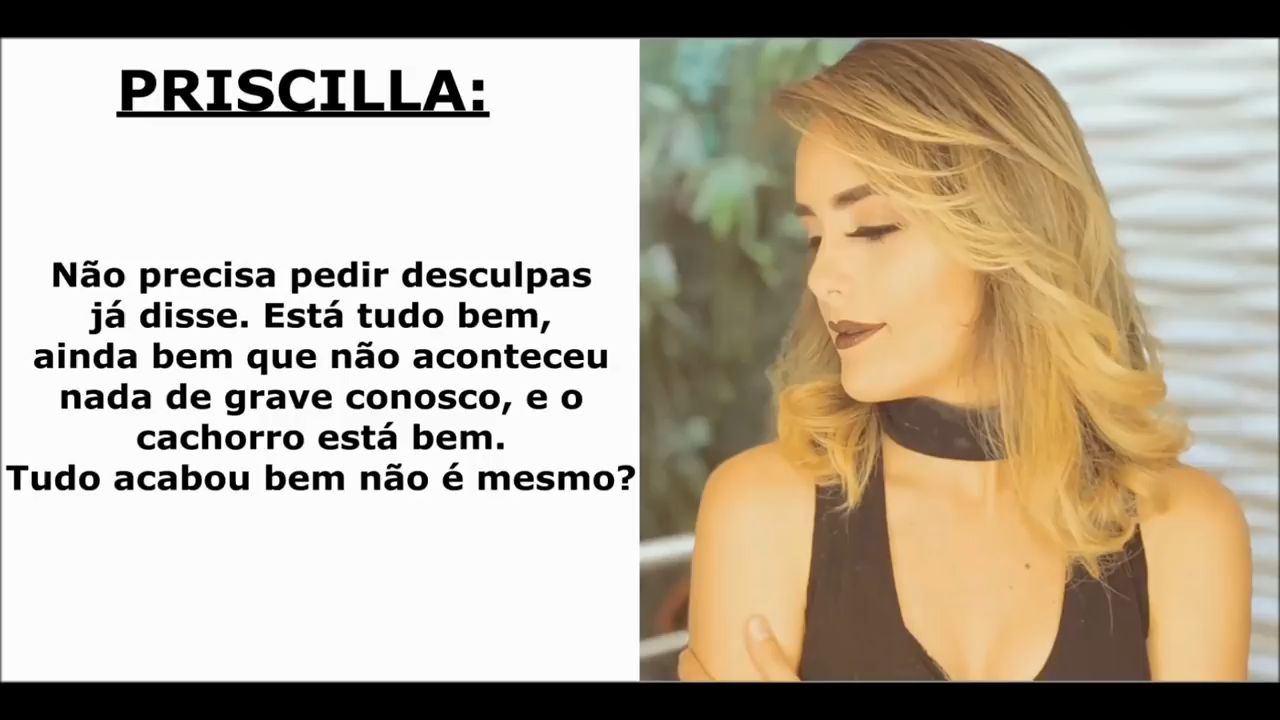 PRISCILLA:
Não precisa pedir desculpas
já disse. Está tudo bem,
ainda bem que não aconteceu
nada de grave conosco, e o
cachorro está bem.
Tudo acabou bem não é mesmo?